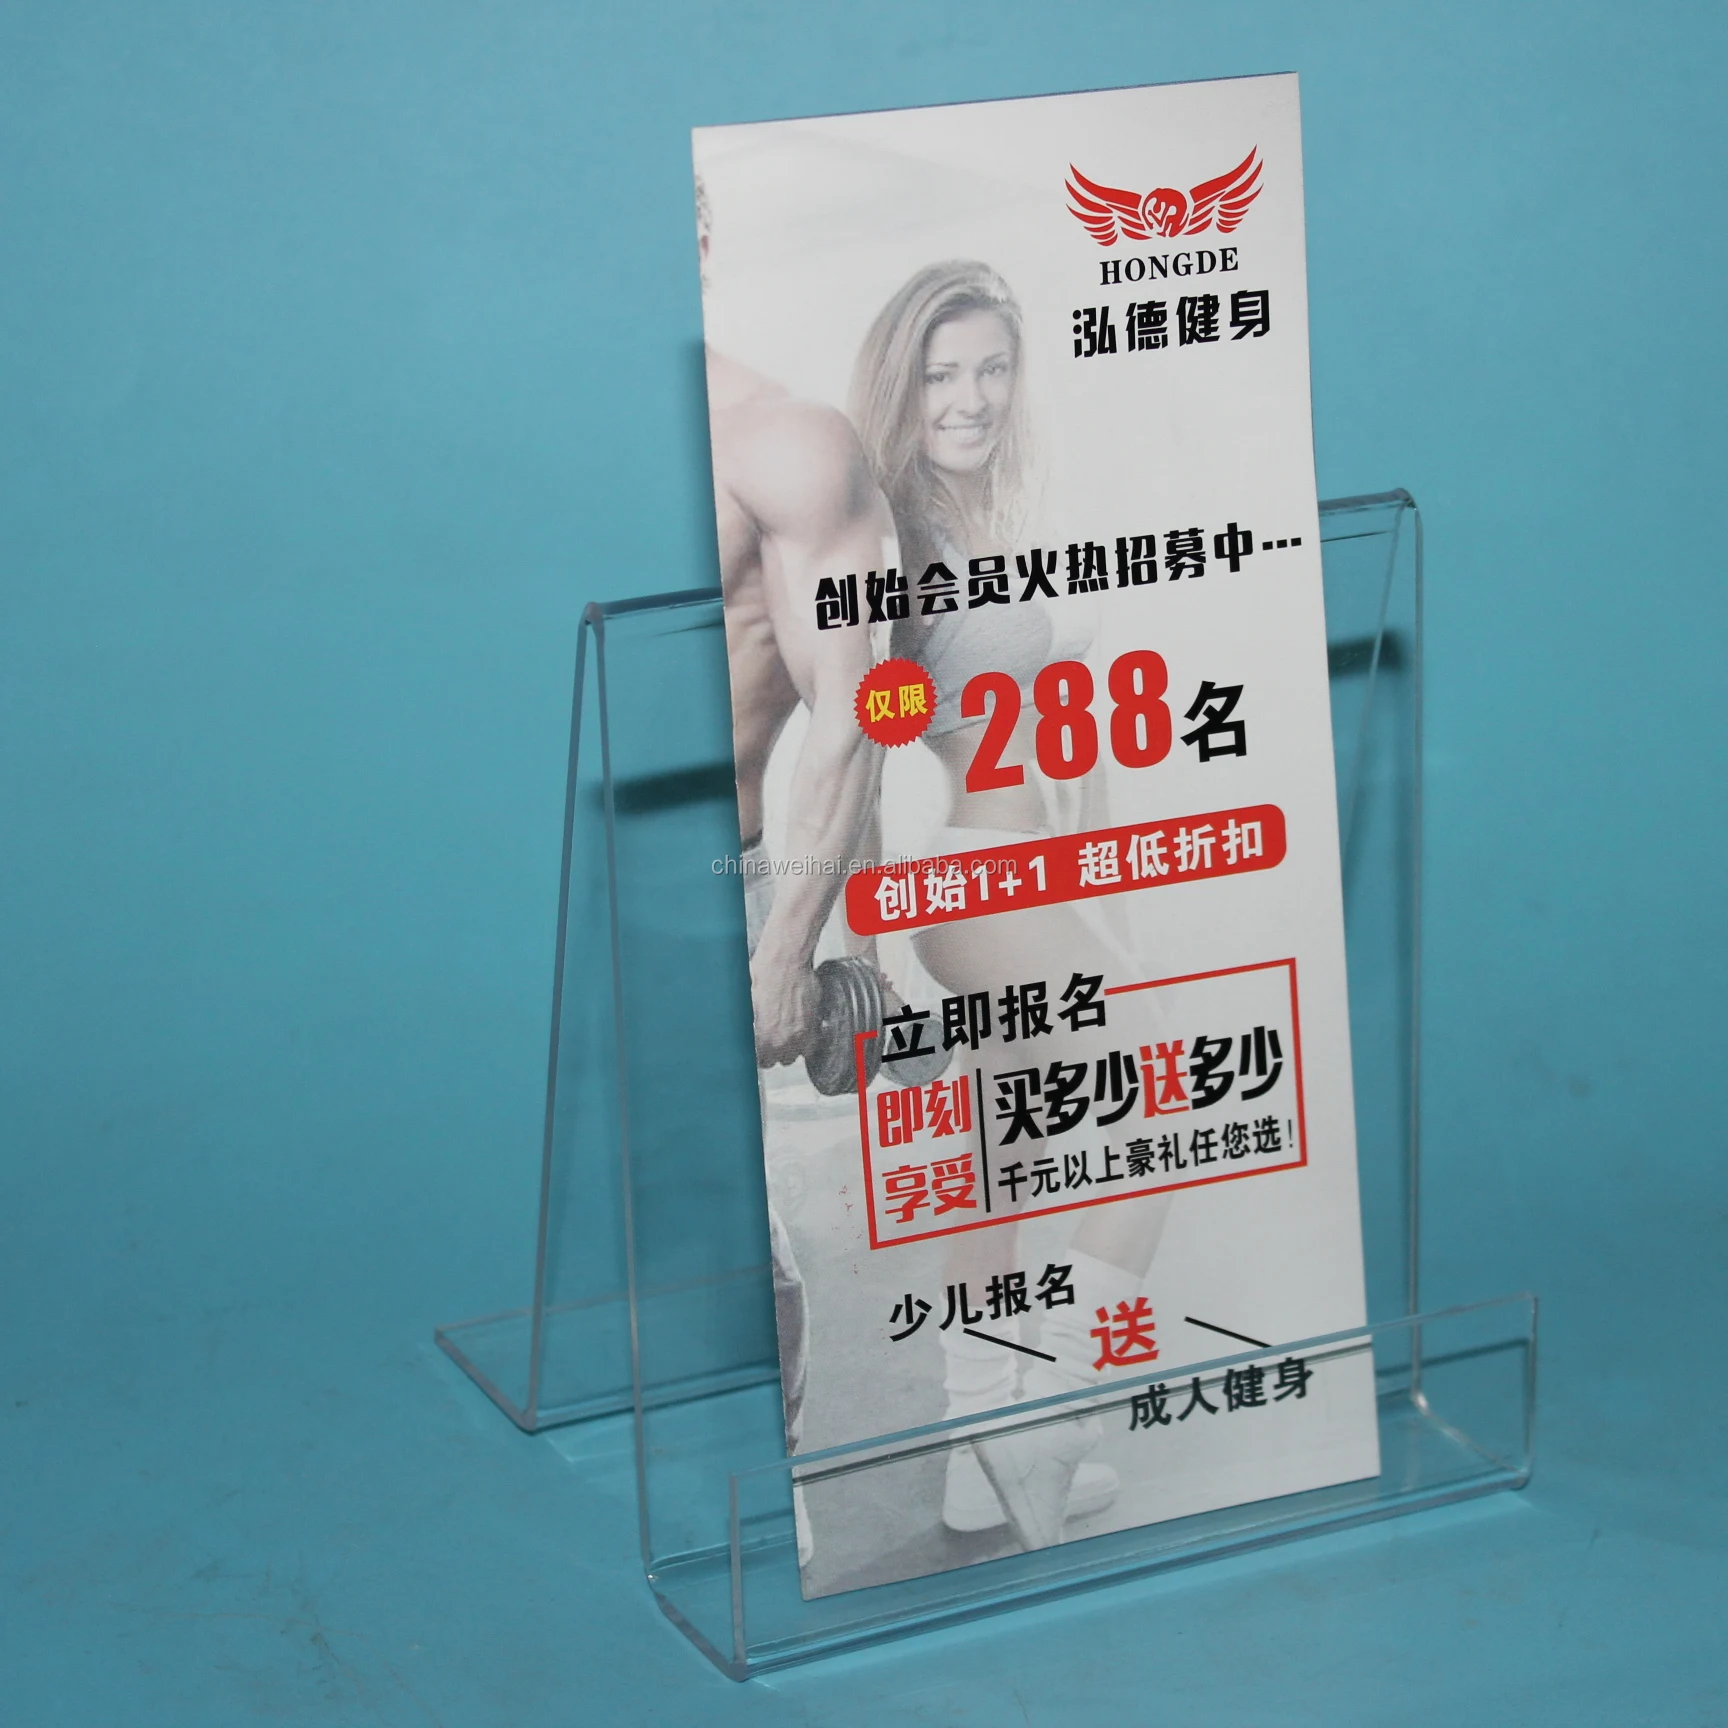 HONGDE
泓德健身
创始会员火热招募中…
仅限 288名
chinaweihai.en.alibaba.com
创始1+1 超低折扣
立即报名
即刻
享受
买多少送多少
千元以上豪礼任您选!
少儿报名
送
成人健身